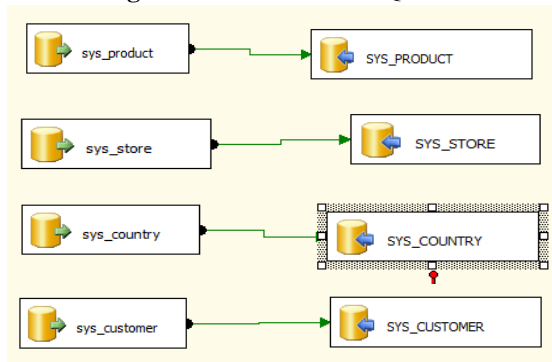 sys_product
SYS_PRODUCT
sys_store
SYS_STORE
sys_country
SYS_COUNTRY
sys_customer
SYS_CUSTOMER